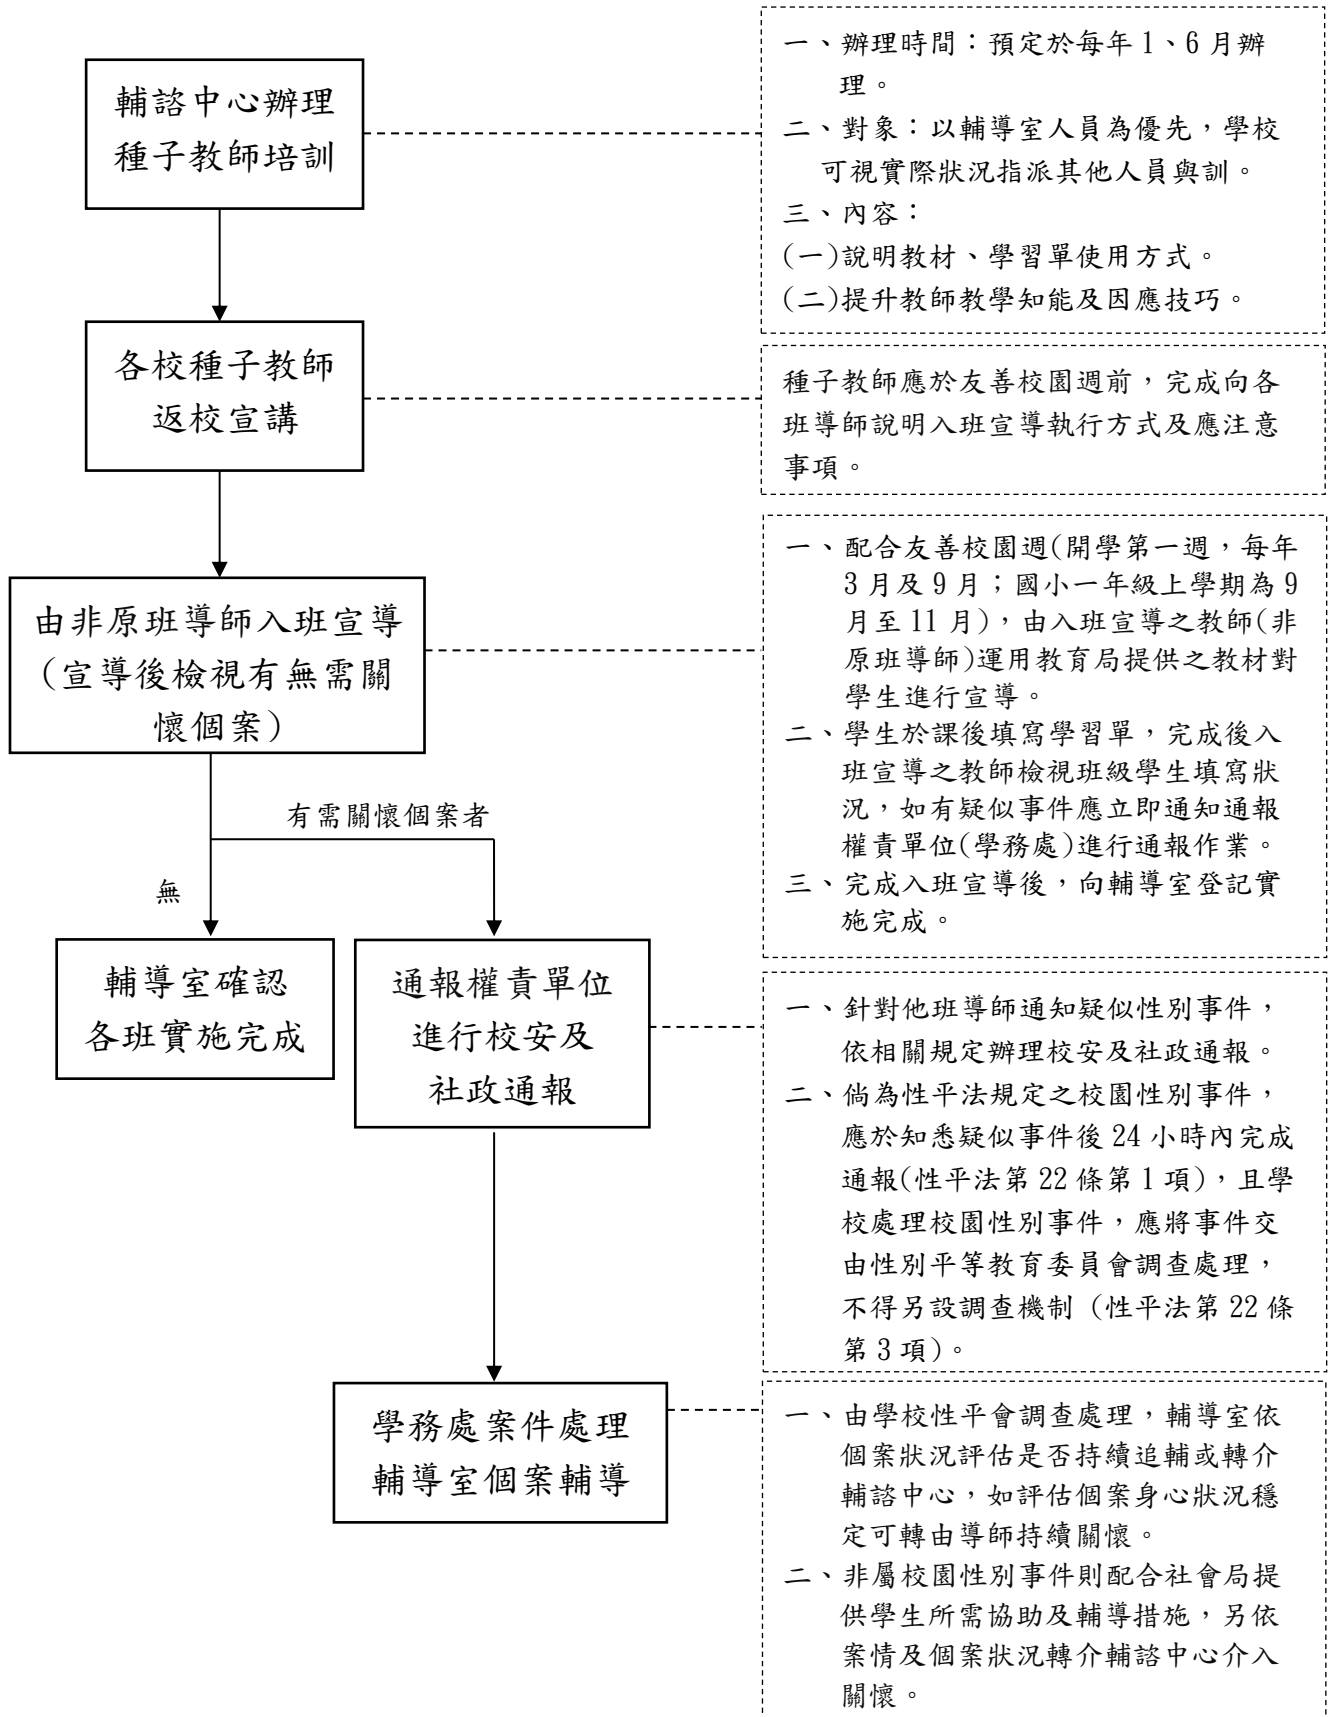 輔諮中心辦理
種子教師培訓
一、辦理時間：預定於每年 1、6 月辦
理。
二、對象：以輔導室人員為優先，學校
可視實際狀況指派其他人員與訓。
三、內容：
(一)說明教材、學習單使用方式。
(二)提升教師教學知能及因應技巧。
各校種子教師
返校宣講
種子教師應於友善校園週前，完成向各
班導師說明入班宣導執行方式及應注意
事項。
由非原班導師入班宣導
(宣導後檢視有無需關
懷個案)
一、配合友善校園週(開學第一週，每年
3 月及 9 月；國小一年級上學期為 9
月至 11 月)，由入班宣導之教師(非
原班導師)運用教育局提供之教材對
學生進行宣導。
二、學生於課後填寫學習單，完成後入
班宣導之教師檢視班級學生填寫狀
況，如有疑似事件應立即通知通報
權責單位(學務處)進行通報作業。
三、完成入班宣導後，向輔導室登記實
施完成。
有需關懷個案者
無
輔導室確認
各班實施完成
通報權責單位
進行校安及
社政通報
一、針對他班導師通知疑似性別事件，
依相關規定辦理校安及社政通報。
二、倘為性平法規定之校園性別事件，
應於知悉疑似事件後 24 小時內完成
通報(性平法第 22 條第 1 項)，且學
校處理校園性別事件，應將事件交
由性別平等教育委員會調查處理，
不得另設調查機制 (性平法第 22 條
第 3 項)。
學務處案件處理
輔導室個案輔導
一、由學校性平會調查處理，輔導室依
個案狀況評估是否持續追輔或轉介
輔諮中心，如評估個案身心狀況穩
定可轉由導師持續關懷。
二、非屬校園性別事件則配合社會局提
供學生所需協助及輔導措施，另依
案情及個案狀況轉介輔諮中心介入
關懷。